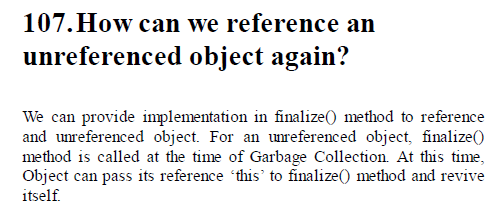 107.How can we reference an
unreferenced object again?
We can provide implementation in finalize() method to reference
and unreferenced object. For an unreferenced object, finalize()
method is called at the time of Garbage Collection. At this time,
Object can pass its reference ‘this’ to finalize() method and revive
itself.